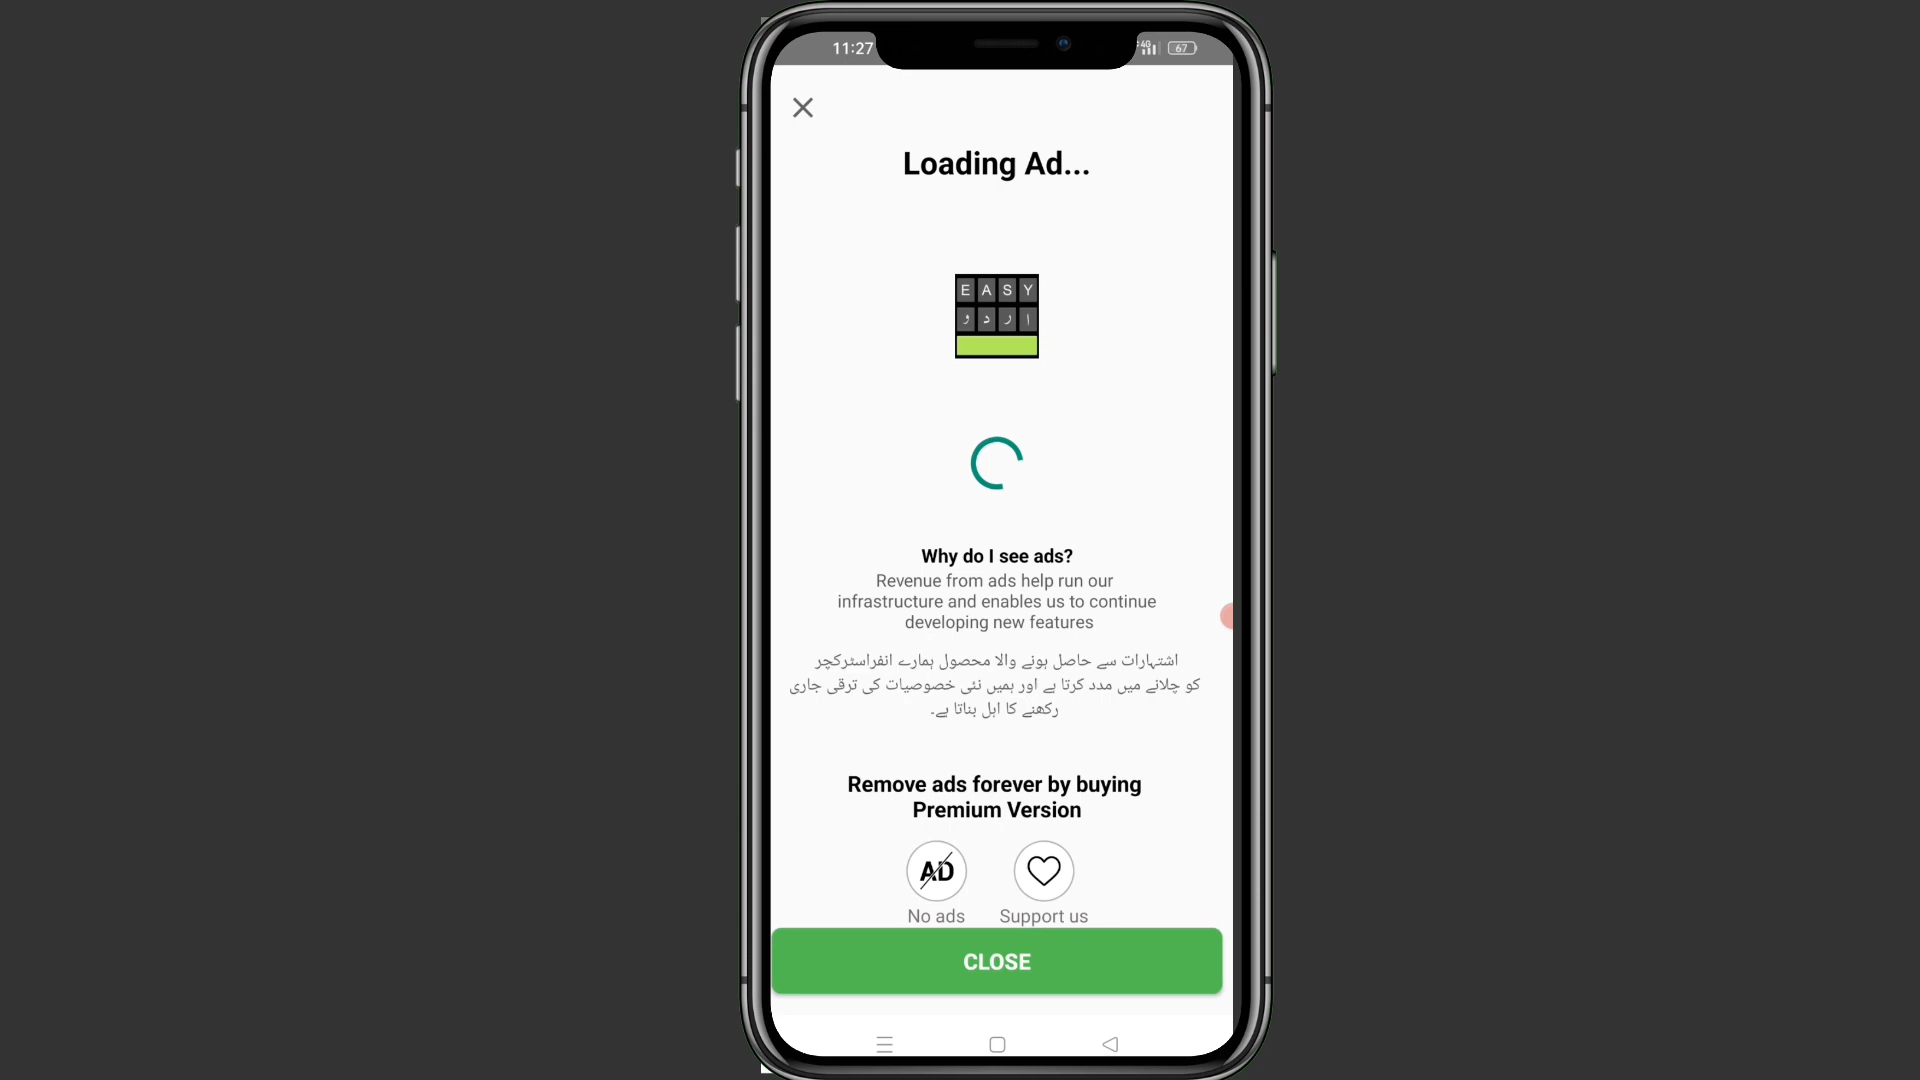 11:27
4G
67
Loading Ad...
E A S Y
ا ر د و
Why do I see ads?
Revenue from ads help run our
infrastructure and enables us to continue
developing new features
اشتہارات سے حاصل ہونے والا محصول ہمارے انفراسٹرکچر
کو چلانے میں مدد کرتا ہے اور ہمیں نئی خصوصیات کی ترقی جاری
رکھنے کا اہل بناتا ہے۔
Remove ads forever by buying
Premium Version
AD
No ads
Support us
CLOSE